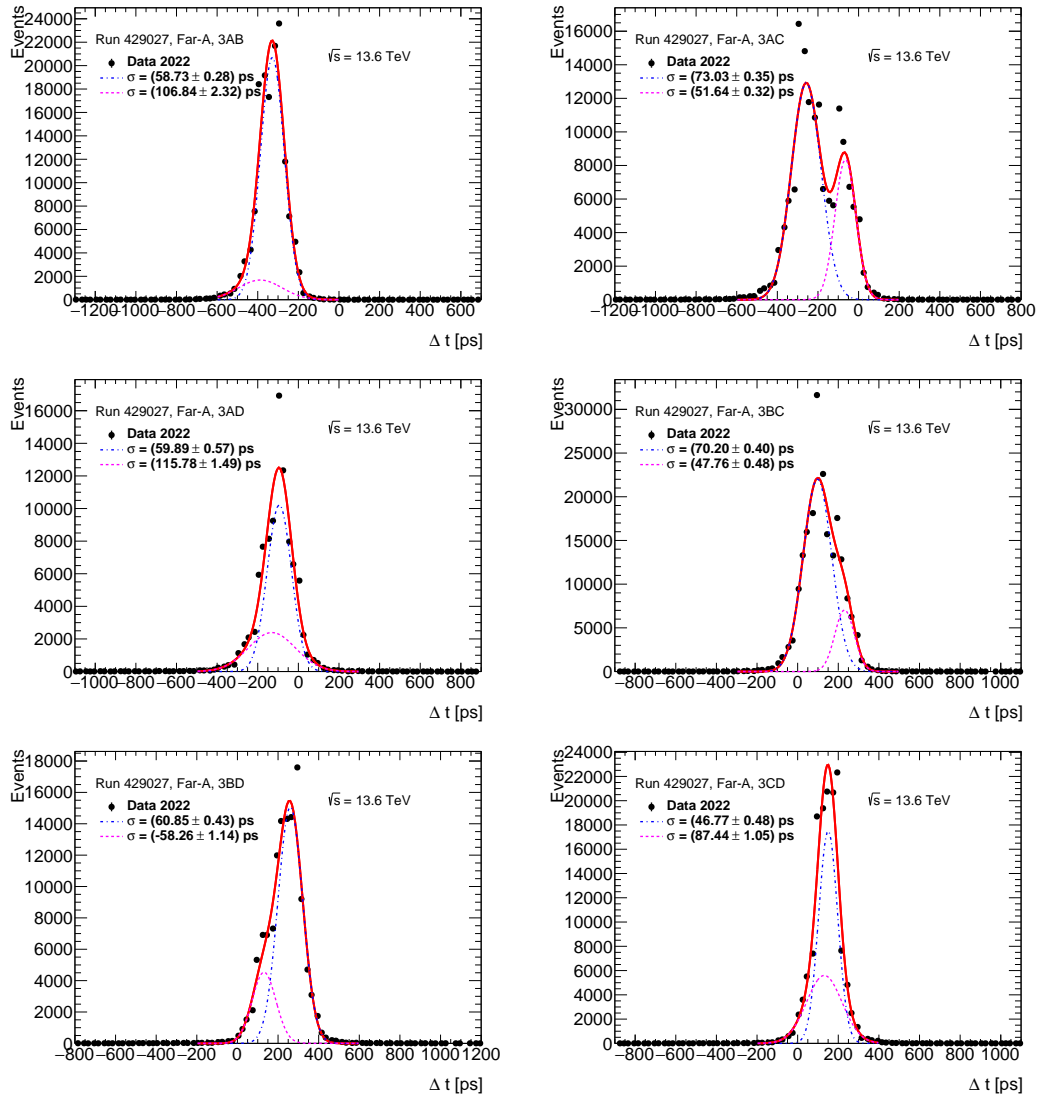 Events
24000
22000
20000
18000
16000
14000
12000
10000
8000
6000
4000
2000
0
Run 429027, Far-A, 3AB
√s = 13.6 TeV
Data 2022
σ = (58.73 ± 0.28) ps
σ = (106.84 ± 2.32) ps
−1200 −1000 −800 −600 −400 −200 0 200 400 600
Δ t [ps]
Events
16000
14000
12000
10000
8000
6000
4000
2000
0
Run 429027, Far-A, 3AC
√s = 13.6 TeV
Data 2022
σ = (73.03 ± 0.35) ps
σ = (51.64 ± 0.32) ps
−1200 −1000 −800 −600 −400 −200 0 200 400 600 800
Δ t [ps]
Events
16000
14000
12000
10000
8000
6000
4000
2000
0
Run 429027, Far-A, 3AD
√s = 13.6 TeV
Data 2022
σ = (59.89 ± 0.57) ps
σ = (115.78 ± 1.49) ps
−1000 −800 −600 −400 −200 0 200 400 600 800
Δ t [ps]
Events
30000
25000
20000
15000
10000
5000
0
Run 429027, Far-A, 3BC
√s = 13.6 TeV
Data 2022
σ = (70.20 ± 0.40) ps
σ = (47.76 ± 0.48) ps
−800 −600 −400 −200 0 200 400 600 800 1000
Δ t [ps]
Events
18000
16000
14000
12000
10000
8000
6000
4000
2000
0
Run 429027, Far-A, 3BD
√s = 13.6 TeV
Data 2022
σ = (60.85 ± 0.43) ps
σ = (-58.26 ± 1.14) ps
−800 −600 −400 −200 0 200 400 600 800 1000 1200
Δ t [ps]
Events
24000
22000
20000
18000
16000
14000
12000
10000
8000
6000
4000
2000
0
Run 429027, Far-A, 3CD
√s = 13.6 TeV
Data 2022
σ = (46.77 ± 0.48) ps
σ = (87.44 ± 1.05) ps
−800 −600 −400 −200 0 200 400 600 800 1000
Δ t [ps]